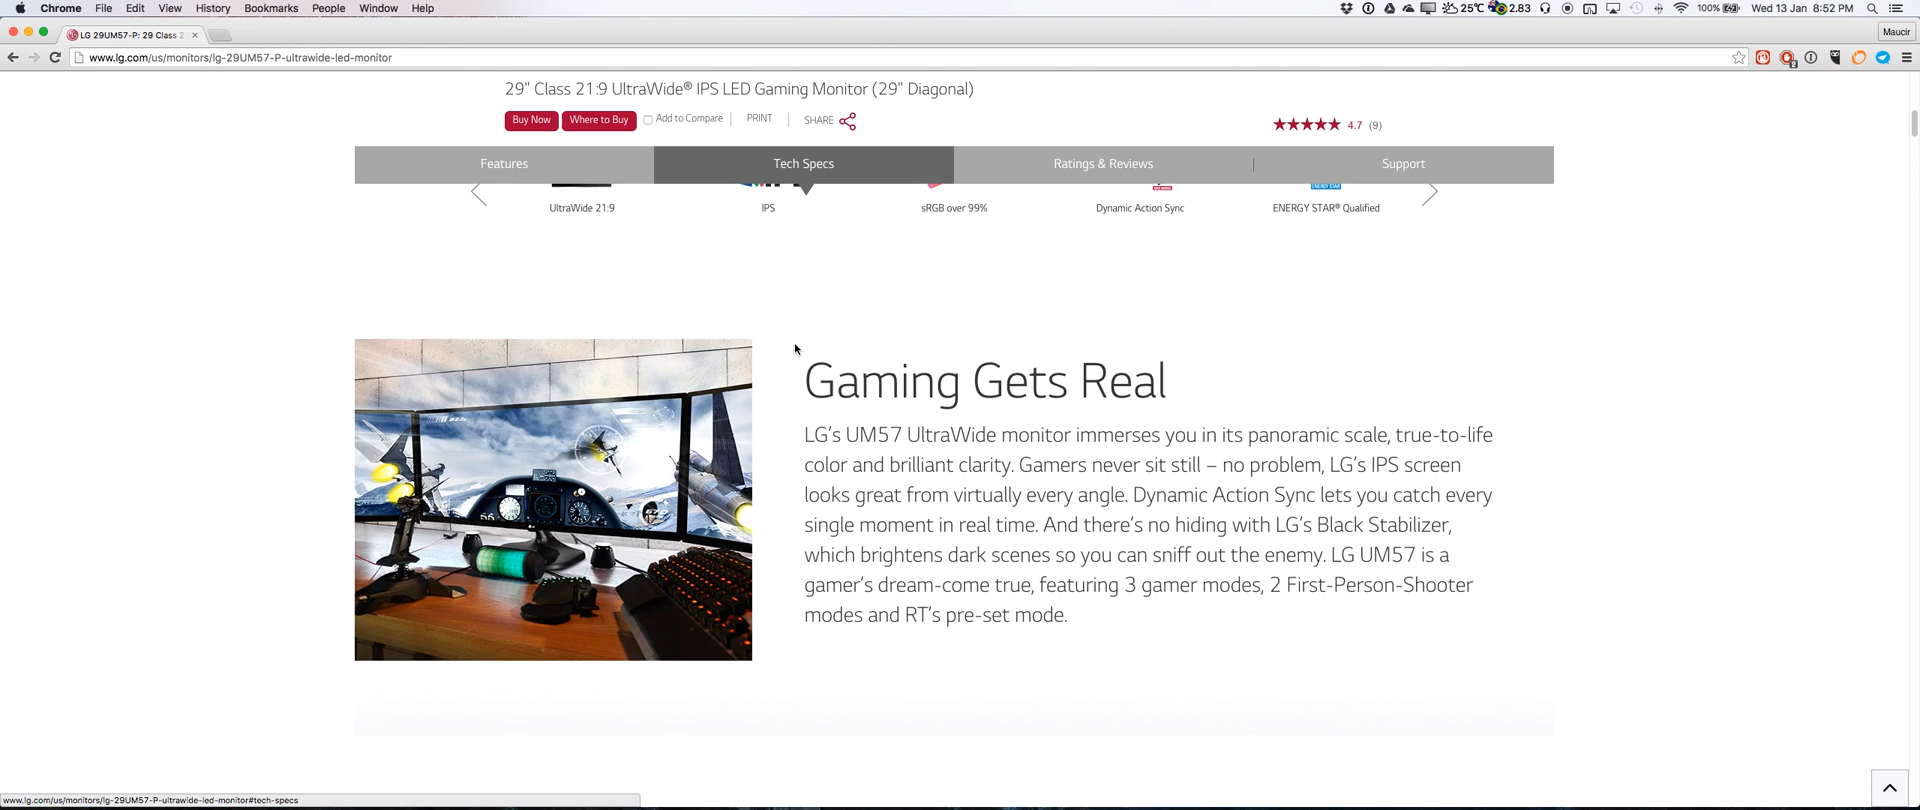 Chrome File Edit View History Bookmarks People Window Help 25°C 2.83 100% Wed 13 Jan 8:52 PM
LG 29UM57-P: 29 Class 2 Maucir
www.lg.com/us/monitors/lg-29UM57-P-ultrawide-led-monitor
29" Class 21:9 UltraWide® IPS LED Gaming Monitor (29" Diagonal)
Buy Now Where to Buy Add to Compare PRINT SHARE 4.7 (9)
Features Tech Specs Ratings & Reviews Support
UltraWide 21:9 IPS sRGB over 99% Dynamic Action Sync ENERGY STAR® Qualified
Gaming Gets Real
LG's UM57 UltraWide monitor immerses you in its panoramic scale, true-to-life
color and brilliant clarity. Gamers never sit still – no problem, LG's IPS screen
looks great from virtually every angle. Dynamic Action Sync lets you catch every
single moment in real time. And there's no hiding with LG's Black Stabilizer,
which brightens dark scenes so you can sniff out the enemy. LG UM57 is a
gamer's dream-come true, featuring 3 gamer modes, 2 First-Person-Shooter
modes and RT's pre-set mode.
www.lg.com/us/monitors/lg-29UM57-P-ultrawide-led-monitor#tech-specs